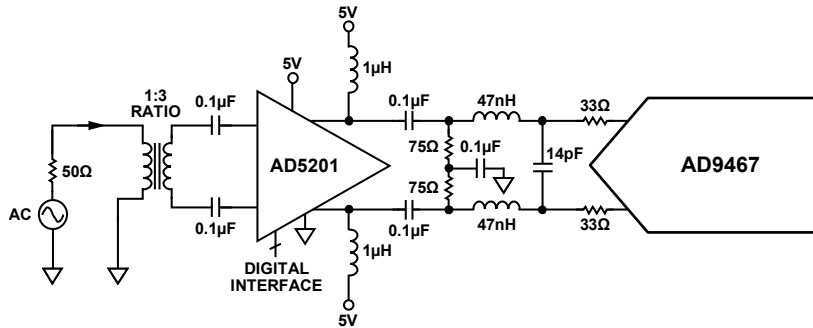 5V
5V
1µH
1:3
RATIO
0.1µF
0.1µF
47nH
33Ω
50Ω
AC
AD5201
75Ω
0.1µF
14pF
AD9467
75Ω
0.1µF
0.1µF
47nH
33Ω
1µH
DIGITAL
INTERFACE
5V